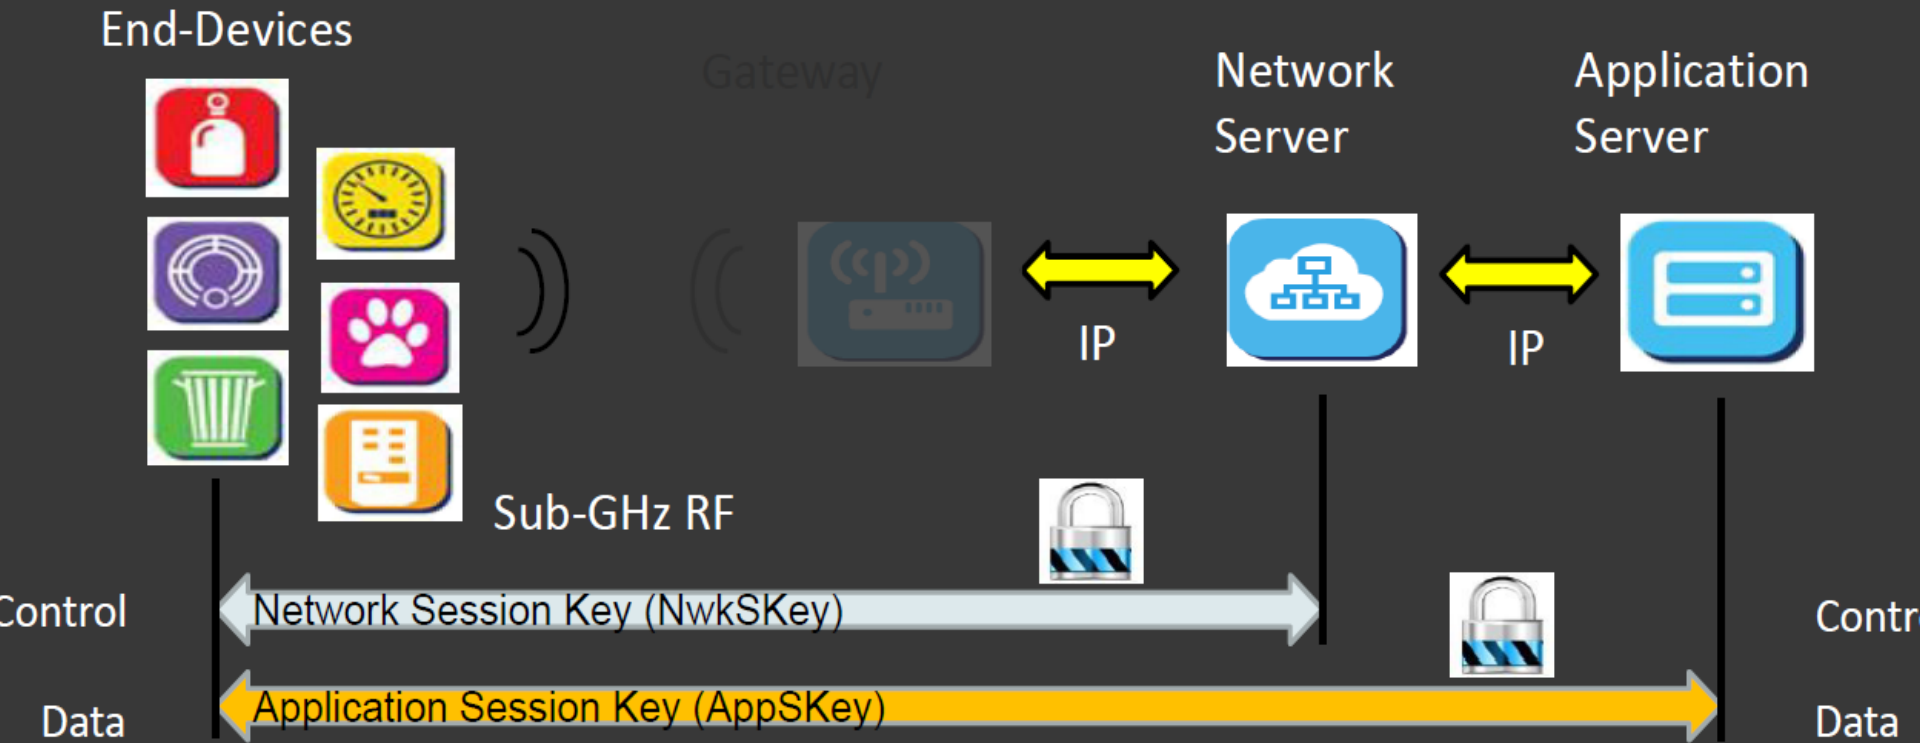 End-Devices
Gateway
Network
Server
Application
Server
IP
IP
Sub-GHz RF
Control
Network Session Key (NwkSKey)
Contro
Data
Application Session Key (AppSKey)
Data